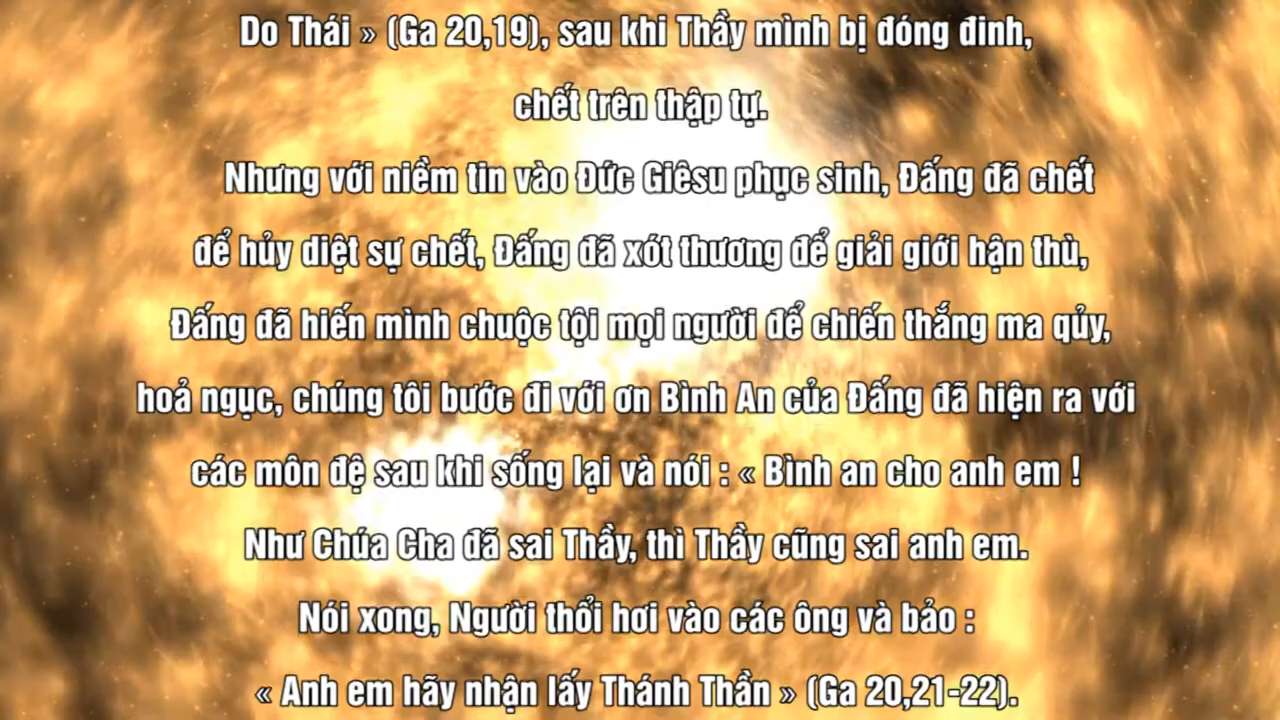 Do Thái » (Ga 20,19), sau khi Thầy mình bị đóng đinh,
chết trên thập tự.
Nhưng với niềm tin vào Đức Giêsu phục sinh, Đấng đã chết
để hủy diệt sự chết, Đấng đã xót thương để giải giới hận thù,
Đấng đã hiến mình chuộc tội mọi người để chiến thắng ma qủy,
hoả ngục, chúng tôi bước đi với ơn Bình An của Đấng đã hiện ra với
các môn đệ sau khi sống lại và nói : « Bình an cho anh em !
Như Chúa Cha đã sai Thầy, thì Thầy cũng sai anh em.
Nói xong, Người thổi hơi vào các ông và bảo :
« Anh em hãy nhận lấy Thánh Thần » (Ga 20,21-22).